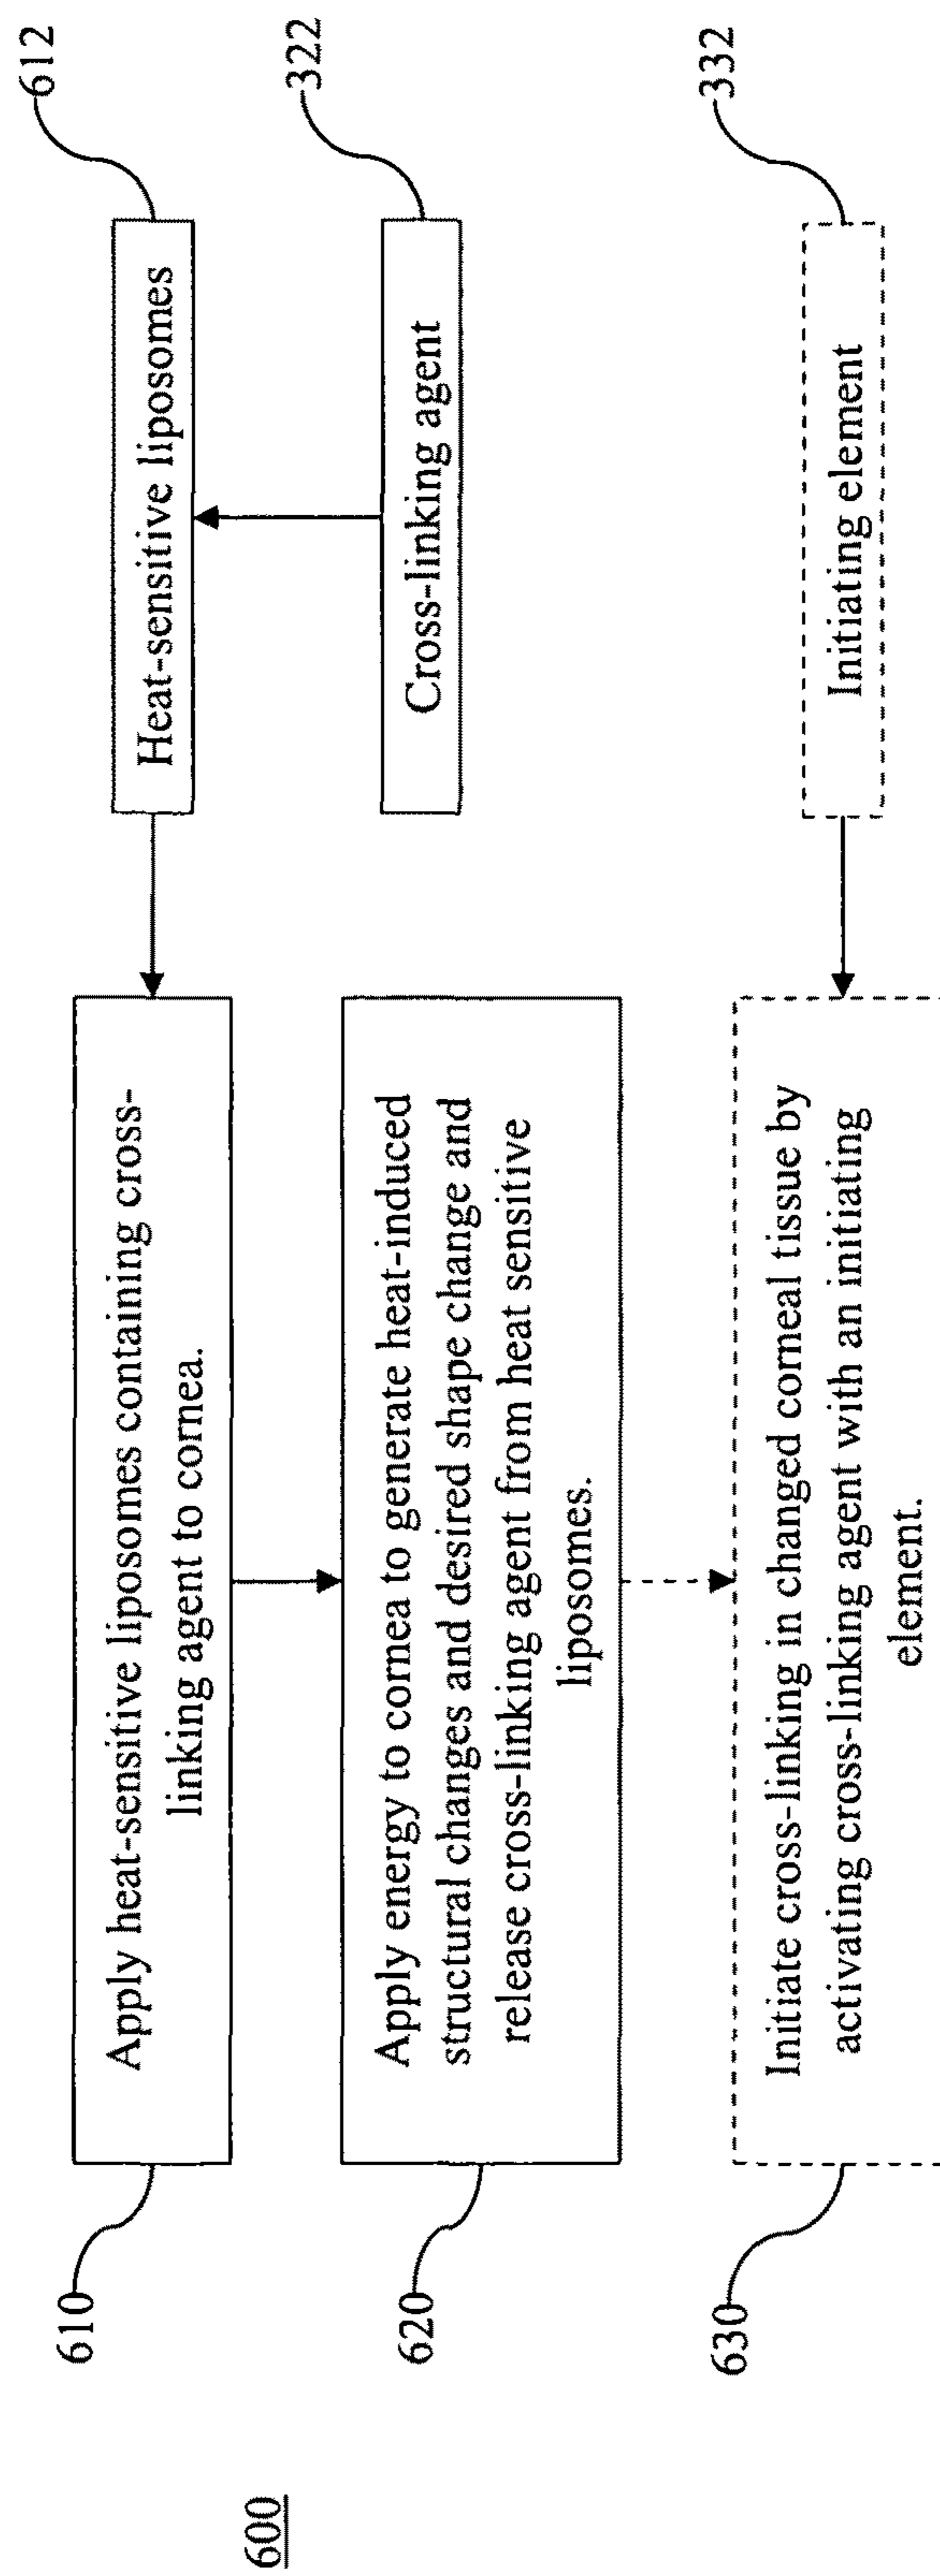 600
610
Apply heat-sensitive liposomes containing cross-
linking agent to cornea.
Heat-sensitive liposomes
612
Cross-linking agent
322
620
Apply energy to cornea to generate heat-induced
structural changes and desired shape change and
release cross-linking agent from heat sensitive
liposomes.
630
Initiate cross-linking in changed corneal tissue by
activating cross-linking agent with an initiating
element.
Initiating element
332